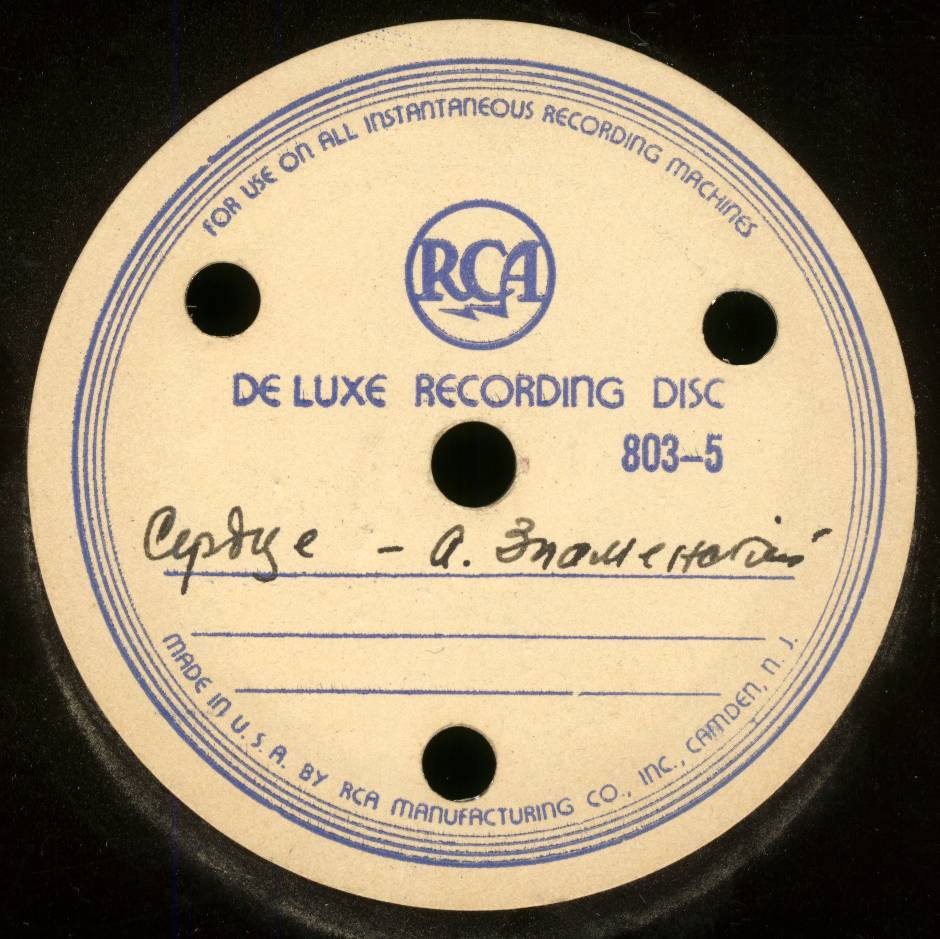 FOR USE ON ALL INSTANTANEOUS RECORDING MACHINES
RCA
DE LUXE RECORDING DISC
803-5
Сердце - А. Знаменский
MADE IN U.S.A. BY RCA MANUFACTURING CO., INC., CAMDEN, N. J.